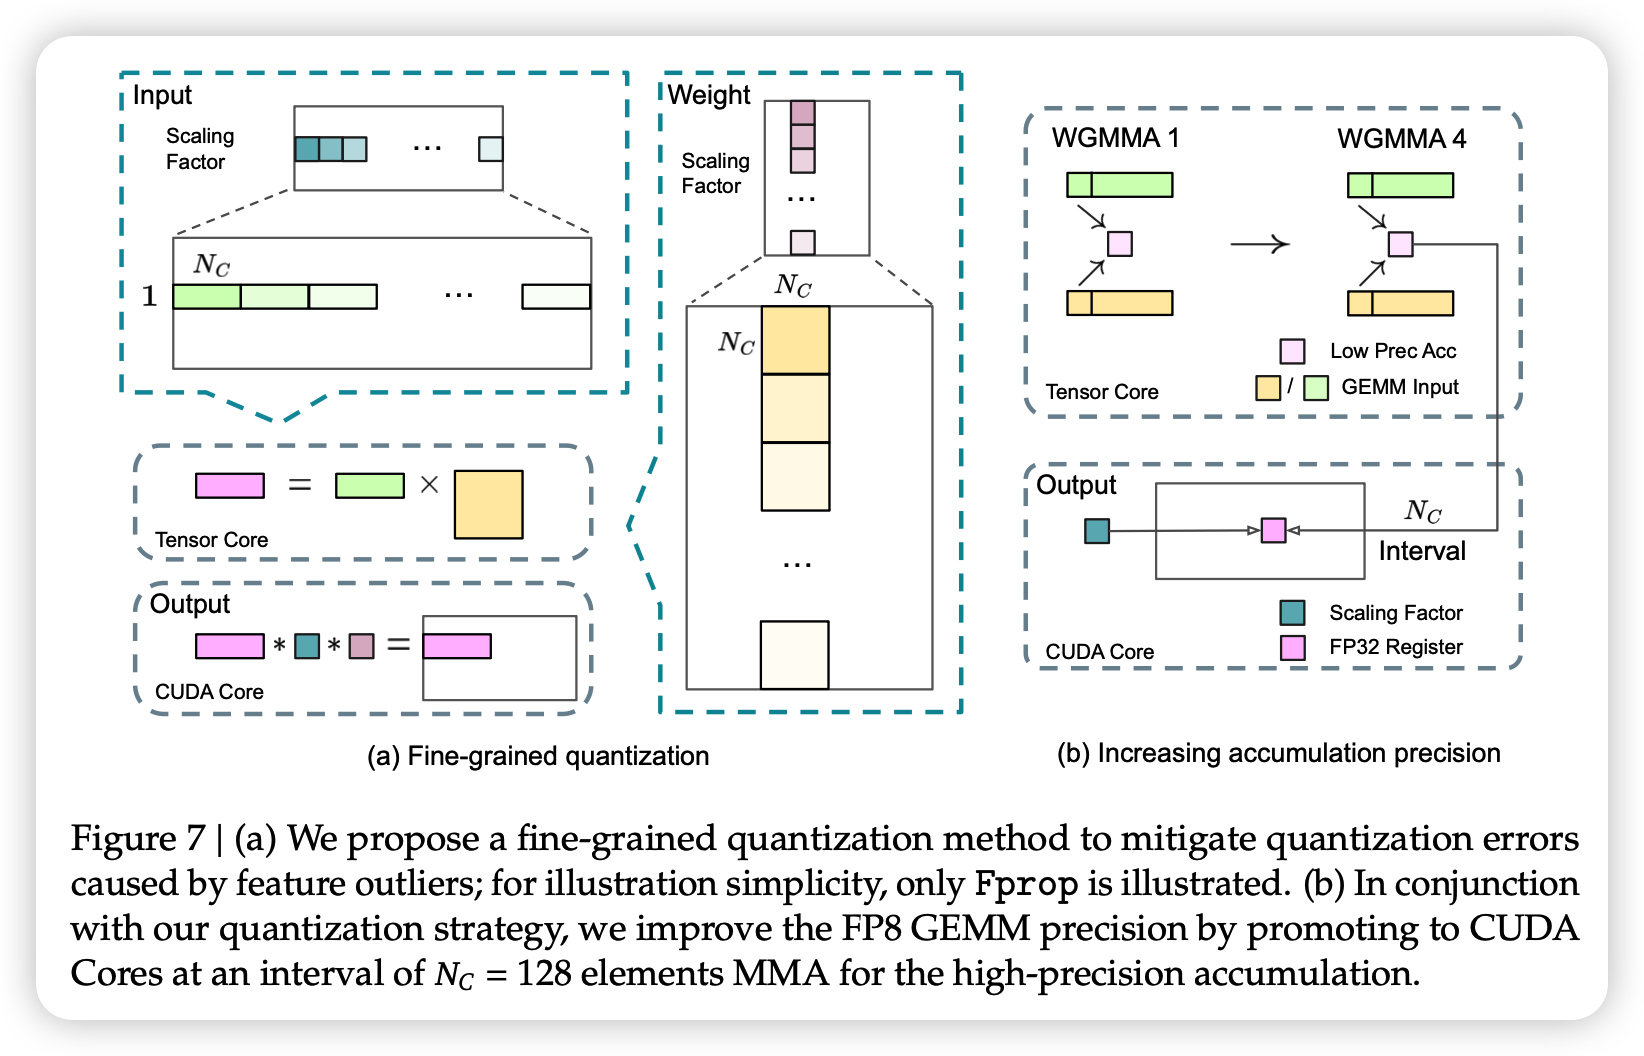 Input
Scaling
Factor
...
N_C
1
...
Weight
Scaling
Factor
...
N_C
N_C
...
= ×
Tensor Core
Output
* * =
CUDA Core
(a) Fine-grained quantization
WGMMA 1
WGMMA 4
Low Prec Acc
/ GEMM Input
Tensor Core
Output
N_C
Interval
Scaling Factor
FP32 Register
CUDA Core
(b) Increasing accumulation precision
Figure 7 | (a) We propose a fine-grained quantization method to mitigate quantization errors
caused by feature outliers; for illustration simplicity, only Fprop is illustrated. (b) In conjunction
with our quantization strategy, we improve the FP8 GEMM precision by promoting to CUDA
Cores at an interval of N_C = 128 elements MMA for the high-precision accumulation.